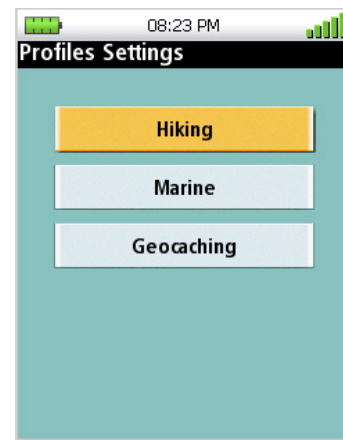 08:23 PM
Profiles Settings
Hiking
Marine
Geocaching